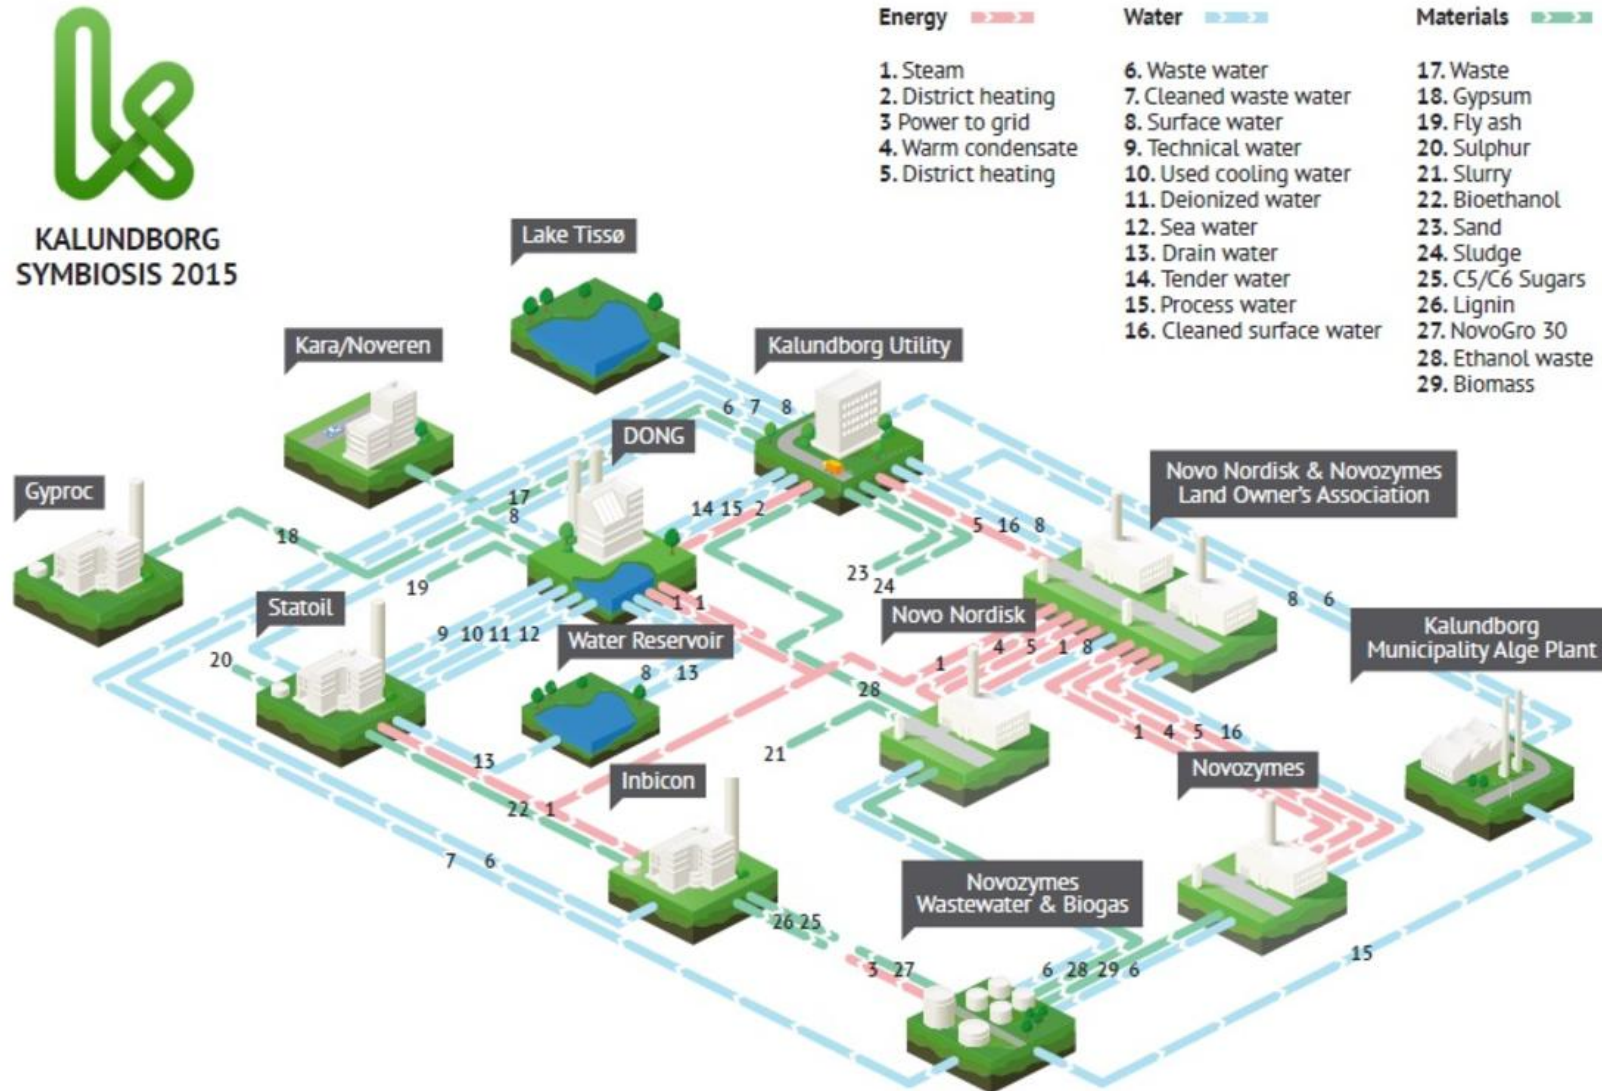 KALUNDBORG
SYMBIOSIS 2015
Energy
1. Steam
2. District heating
3 Power to grid
4. Warm condensate
5. District heating
Water
6. Waste water
7. Cleaned waste water
8. Surface water
9. Technical water
10. Used cooling water
11. Deionized water
12. Sea water
13. Drain water
14. Tender water
15. Process water
16. Cleaned surface water
Materials
17. Waste
18. Gypsum
19. Fly ash
20. Sulphur
21. Slurry
22. Bioethanol
23. Sand
24. Sludge
25. C5/C6 Sugars
26. Lignin
27. NovoGro 30
28. Ethanol waste
29. Biomass
Lake Tissø
Kara/Noveren
Kalundborg Utility
6 7 8
DONG
Novo Nordisk & Novozymes
Land Owner's Association
Gyproc
17
8
14 15 2
5 16 8
18
23
24
19
Statoil
1 1
Novo Nordisk
8 6
Kalundborg
Municipality Alge Plant
9 10 11 12
Water Reservoir
1 4 5 1 8
20
8 13
28
21
1 4 5 16
13
Inbicon
Novozymes
22 1
7 6
Novozymes
Wastewater & Biogas
26 25
15
3 27
6 28 29 6